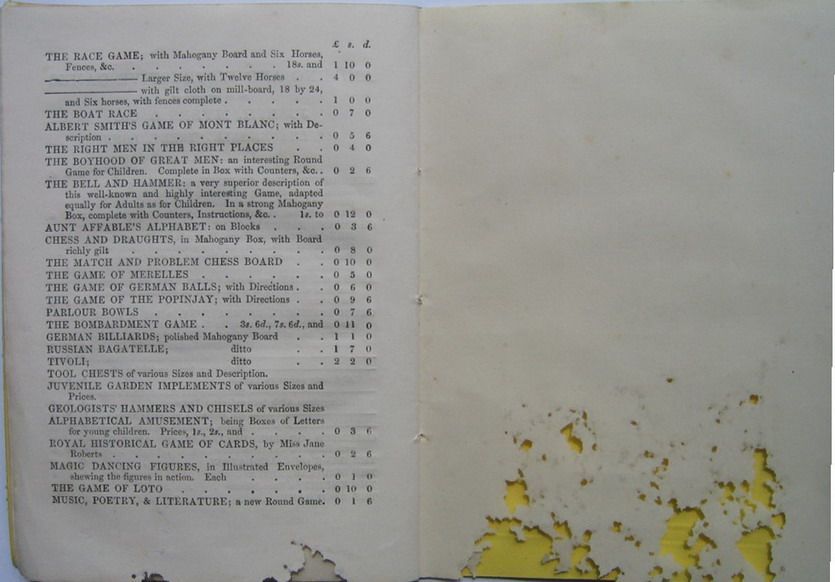 £ s. d.
THE RACE GAME; with Mahogany Board and Six Horses,
Fences, &c. . . . . . . . 18s. and 1 10 0
———— Larger Size, with Twelve Horses . . 4 0 0
———— with gilt cloth on mill-board, 18 by 24,
and Six horses, with fences complete . . . . . 1 0 0
THE BOAT RACE . . . . . . . . 0 7 0
ALBERT SMITH'S GAME OF MONT BLANC; with De-
scription . . . . . . . . . . 0 5 6
THE RIGHT MEN IN THE RIGHT PLACES . . 0 4 0
THE BOYHOOD OF GREAT MEN: an interesting Round
Game for Children. Complete in Box with Counters, &c. . 0 2 6
THE BELL AND HAMMER: a very superior description of
this well-known and highly interesting Game, adapted
equally for Adults as for Children. In a strong Mahogany
Box, complete with Counters, Instructions, &c. . 1s. to 0 12 0
AUNT AFFABLE'S ALPHABET: on Blocks . . . 0 3 6
CHESS AND DRAUGHTS, in Mahogany Box, with Board
richly gilt . . . . . . . . . 0 8 0
THE MATCH AND PROBLEM CHESS BOARD . . 0 10 0
THE GAME OF MERELLES . . . . . . 0 5 0
THE GAME OF GERMAN BALLS; with Directions . . 0 6 0
THE GAME OF THE POPINJAY; with Directions . . 0 9 6
PARLOUR BOWLS . . . . . . . . 0 7 6
THE BOMBARDMENT GAME . . 3s. 6d., 7s. 6d., and 0 11 0
GERMAN BILLIARDS; polished Mahogany Board . . 1 1 0
RUSSIAN BAGATELLE; ditto . . 1 7 0
TIVOLI; ditto . . 2 2 0
TOOL CHESTS of various Sizes and Description.
JUVENILE GARDEN IMPLEMENTS of various Sizes and
Prices.
GEOLOGISTS' HAMMERS AND CHISELS of various Sizes
ALPHABETICAL AMUSEMENT; being Boxes of Letters
for young children. Prices, 1s., 2s., and . . . . 0 3 6
ROYAL HISTORICAL GAME OF CARDS, by Miss Jane
Roberts . . . . . . . . . . 0 2 6
MAGIC DANCING FIGURES, in Illustrated Envelopes,
shewing the figures in action. Each . . . . 0 1 0
THE GAME OF LOTO . . . . . . . 0 10 0
MUSIC, POETRY, & LITERATURE; a new Round Game. 0 1 6